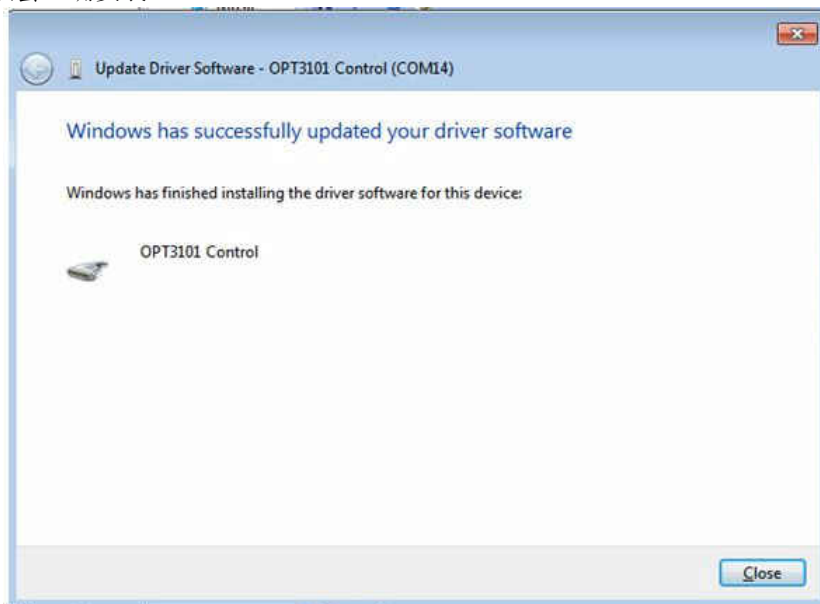 Update Driver Software - OPT3101 Control (COM14)
Windows has successfully updated your driver software
Windows has finished installing the driver software for this device:
OPT3101 Control
Close